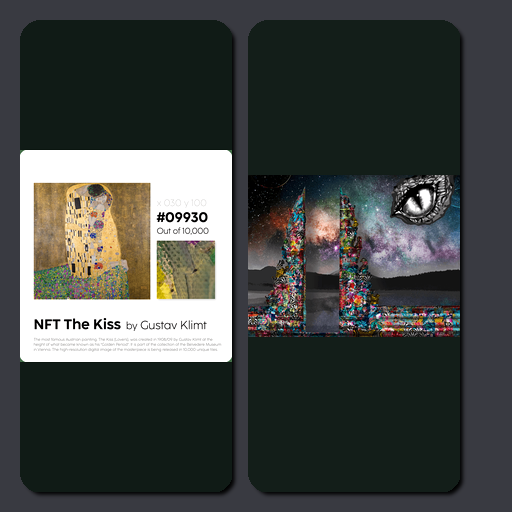 x 030 y 100
#09930
Out of 10,000
NFT The Kiss by Gustav Klimt
The most famous Austrian painting, The Kiss (Lovers), was created in 1908/09 by Gustav Klimt at the
height of what became known as his "Golden Period". It is part of the collection of the Belvedere Museum
in Vienna. The high resolution digital image of the masterpiece is being released in 10,000 unique tiles.